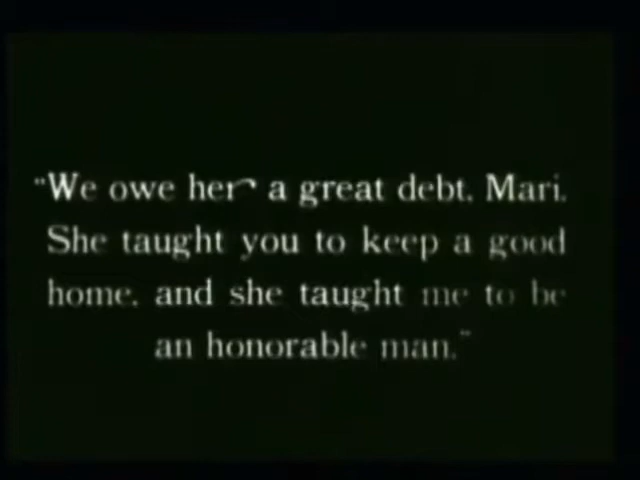 "We owe her a great debt, Mari.
She taught you to keep a good
home, and she taught me to be
an honorable man."